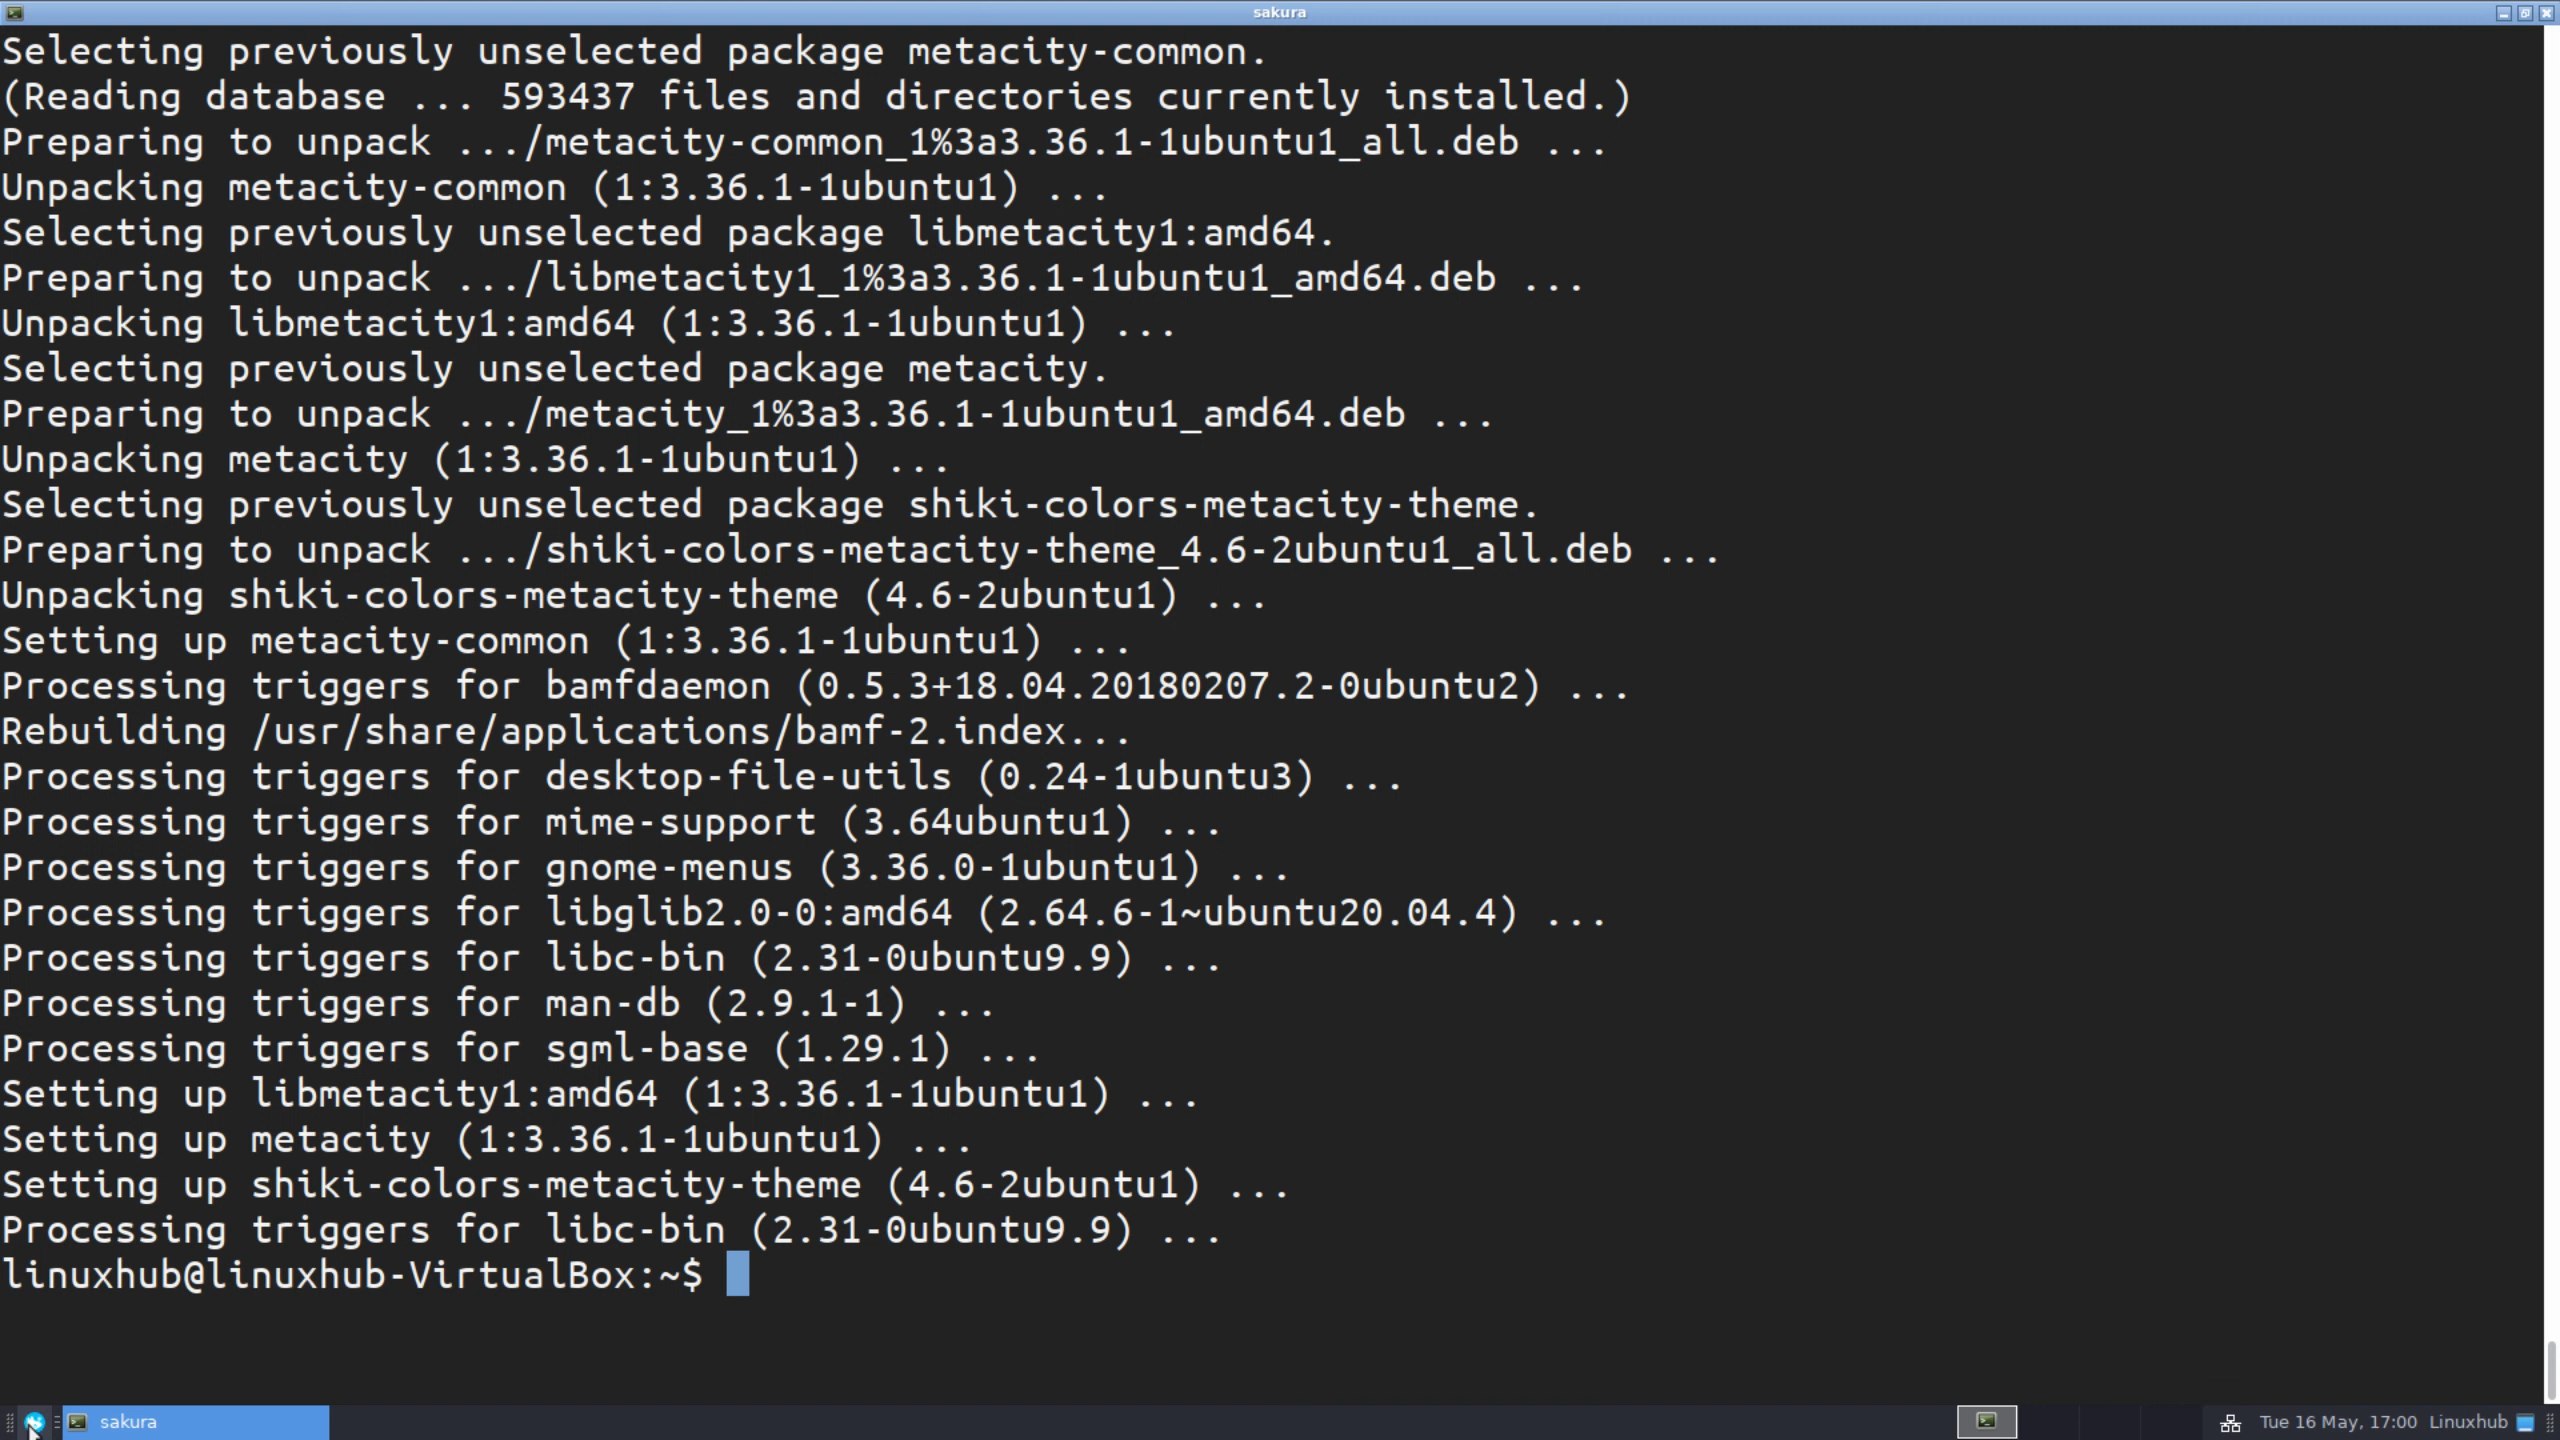 sakura
Selecting previously unselected package metacity-common.
(Reading database ... 593437 files and directories currently installed.)
Preparing to unpack .../metacity-common_1%3a3.36.1-1ubuntu1_all.deb ...
Unpacking metacity-common (1:3.36.1-1ubuntu1) ...
Selecting previously unselected package libmetacity1:amd64.
Preparing to unpack .../libmetacity1_1%3a3.36.1-1ubuntu1_amd64.deb ...
Unpacking libmetacity1:amd64 (1:3.36.1-1ubuntu1) ...
Selecting previously unselected package metacity.
Preparing to unpack .../metacity_1%3a3.36.1-1ubuntu1_amd64.deb ...
Unpacking metacity (1:3.36.1-1ubuntu1) ...
Selecting previously unselected package shiki-colors-metacity-theme.
Preparing to unpack .../shiki-colors-metacity-theme_4.6-2ubuntu1_all.deb ...
Unpacking shiki-colors-metacity-theme (4.6-2ubuntu1) ...
Setting up metacity-common (1:3.36.1-1ubuntu1) ...
Processing triggers for bamfdaemon (0.5.3+18.04.20180207.2-0ubuntu2) ...
Rebuilding /usr/share/applications/bamf-2.index...
Processing triggers for desktop-file-utils (0.24-1ubuntu3) ...
Processing triggers for mime-support (3.64ubuntu1) ...
Processing triggers for gnome-menus (3.36.0-1ubuntu1) ...
Processing triggers for libglib2.0-0:amd64 (2.64.6-1~ubuntu20.04.4) ...
Processing triggers for libc-bin (2.31-0ubuntu9.9) ...
Processing triggers for man-db (2.9.1-1) ...
Processing triggers for sgml-base (1.29.1) ...
Setting up libmetacity1:amd64 (1:3.36.1-1ubuntu1) ...
Setting up metacity (1:3.36.1-1ubuntu1) ...
Setting up shiki-colors-metacity-theme (4.6-2ubuntu1) ...
Processing triggers for libc-bin (2.31-0ubuntu9.9) ...
linuxhub@linuxhub-VirtualBox:~$
sakura
Tue 16 May, 17:00 Linuxhub